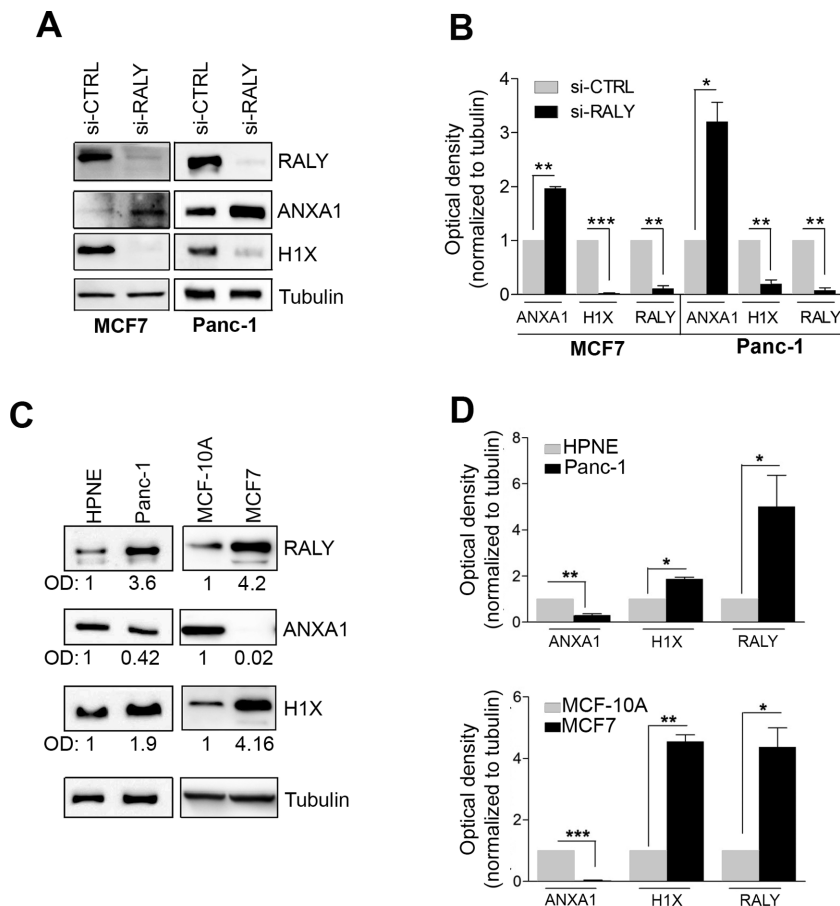 A
si-CTRL si-RALY si-CTRL si-RALY
RALY
ANXA1
H1X
Tubulin
MCF7 Panc-1
B
si-CTRL
si-RALY
Optical density
(normalized to tubulin)
4
3
2
1
0
** *** ** * ** **
ANXA1 H1X RALY ANXA1 H1X RALY
MCF7 Panc-1
C
HPNE Panc-1 MCF-10A MCF7
RALY
OD: 1 3.6 1 4.2
ANXA1
OD: 1 0.42 1 0.02
H1X
OD: 1 1.9 1 4.16
Tubulin
D
HPNE
Panc-1
Optical density
(normalized to tubulin)
8
6
4
2
0
** * *
ANXA1 H1X RALY
MCF-10A
MCF7
Optical density
(normalized to tubulin)
6
4
2
0
*** ** *
ANXA1 H1X RALY